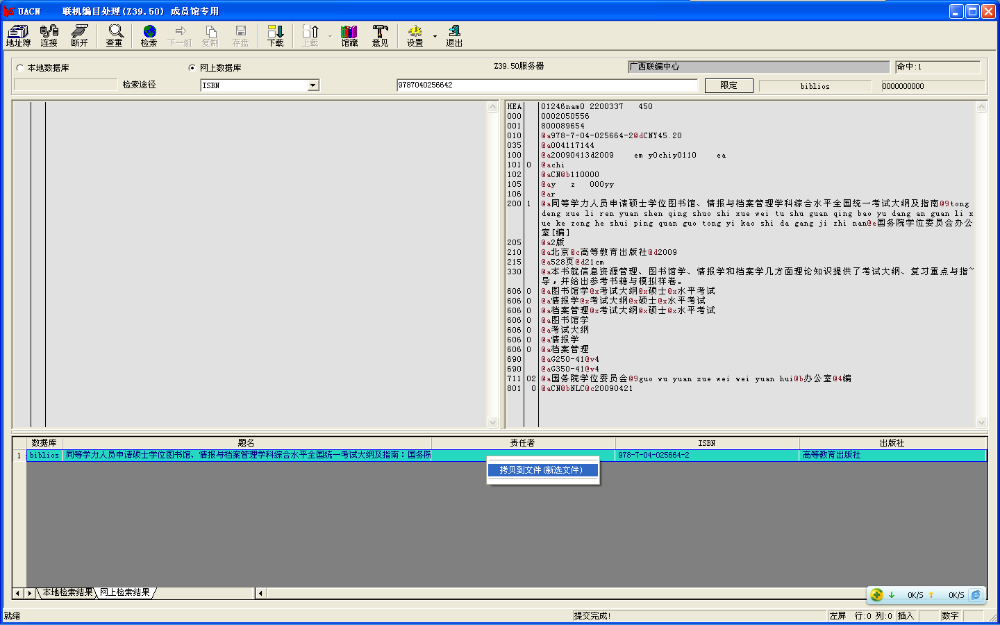 UACN 联机编目处理(Z39.50) 成员馆专用
地址簿 连接 断开 查重 检索 下一组 复制 存盘 下载 上载 馆藏 意见 设置 退出
本地数据库 网上数据库 Z39.50服务器 广西联编中心 命中:1
检索途径 ISBN 9787040256642 限定 biblios 0000000000
HEA 01246nam0 2200337 450
000 0002050556
001 800089654
010 @a978-7-04-025664-2@dCNY45.20
035 @a004117144
100 @a20090413d2009 em y0chiy0110 ea
101 0 @achi
102 @aCN@b110000
105 @ay z 000yy
106 @ar
200 1 @a同等学力人员申请硕士学位图书馆、情报与档案管理学科综合水平全国统一考试大纲及指南@9tong
deng xue li ren yuan shen qing shuo shi xue wei tu shu guan qing bao yu dang an guan li x
ue ke zong he shui ping quan guo tong yi kao shi da gang ji zhi nan@e国务院学位委员会办公
室[编]
205 @a2版
210 @a北京@c高等教育出版社@d2009
215 @a528页@d21cm
330 @a本书就信息资源管理、图书馆学、情报学和档案学几方面理论知识提供了考试大纲、复习重点与指~
导,并给出参考书籍与模拟样卷。
606 0 @a图书馆学@x考试大纲@x硕士@x水平考试
606 0 @a情报学@x考试大纲@x硕士@x水平考试
606 0 @a档案管理@x考试大纲@x硕士@x水平考试
606 0 @a图书馆学
606 0 @a考试大纲
606 0 @a情报学
606 0 @a档案管理
690 @aG250-41@v4
690 @aG350-41@v4
711 02 @a国务院学位委员会@9guo wu yuan xue wei wei yuan hui@b办公室@4编
801 0 @aCN@bNLC@c20090421
数据库 题名 责任者 ISBN 出版社
1 biblios 同等学力人员申请硕士学位图书馆、情报与档案管理学科综合水平全国统一考试大纲及指南：国务院 978-7-04-025664-2 高等教育出版社
拷贝到文件(新选文件)
本地检索结果 网上检索结果
0K/S 0K/S
就绪 提交完成! 左屏 行:0 列:0 插入 数字